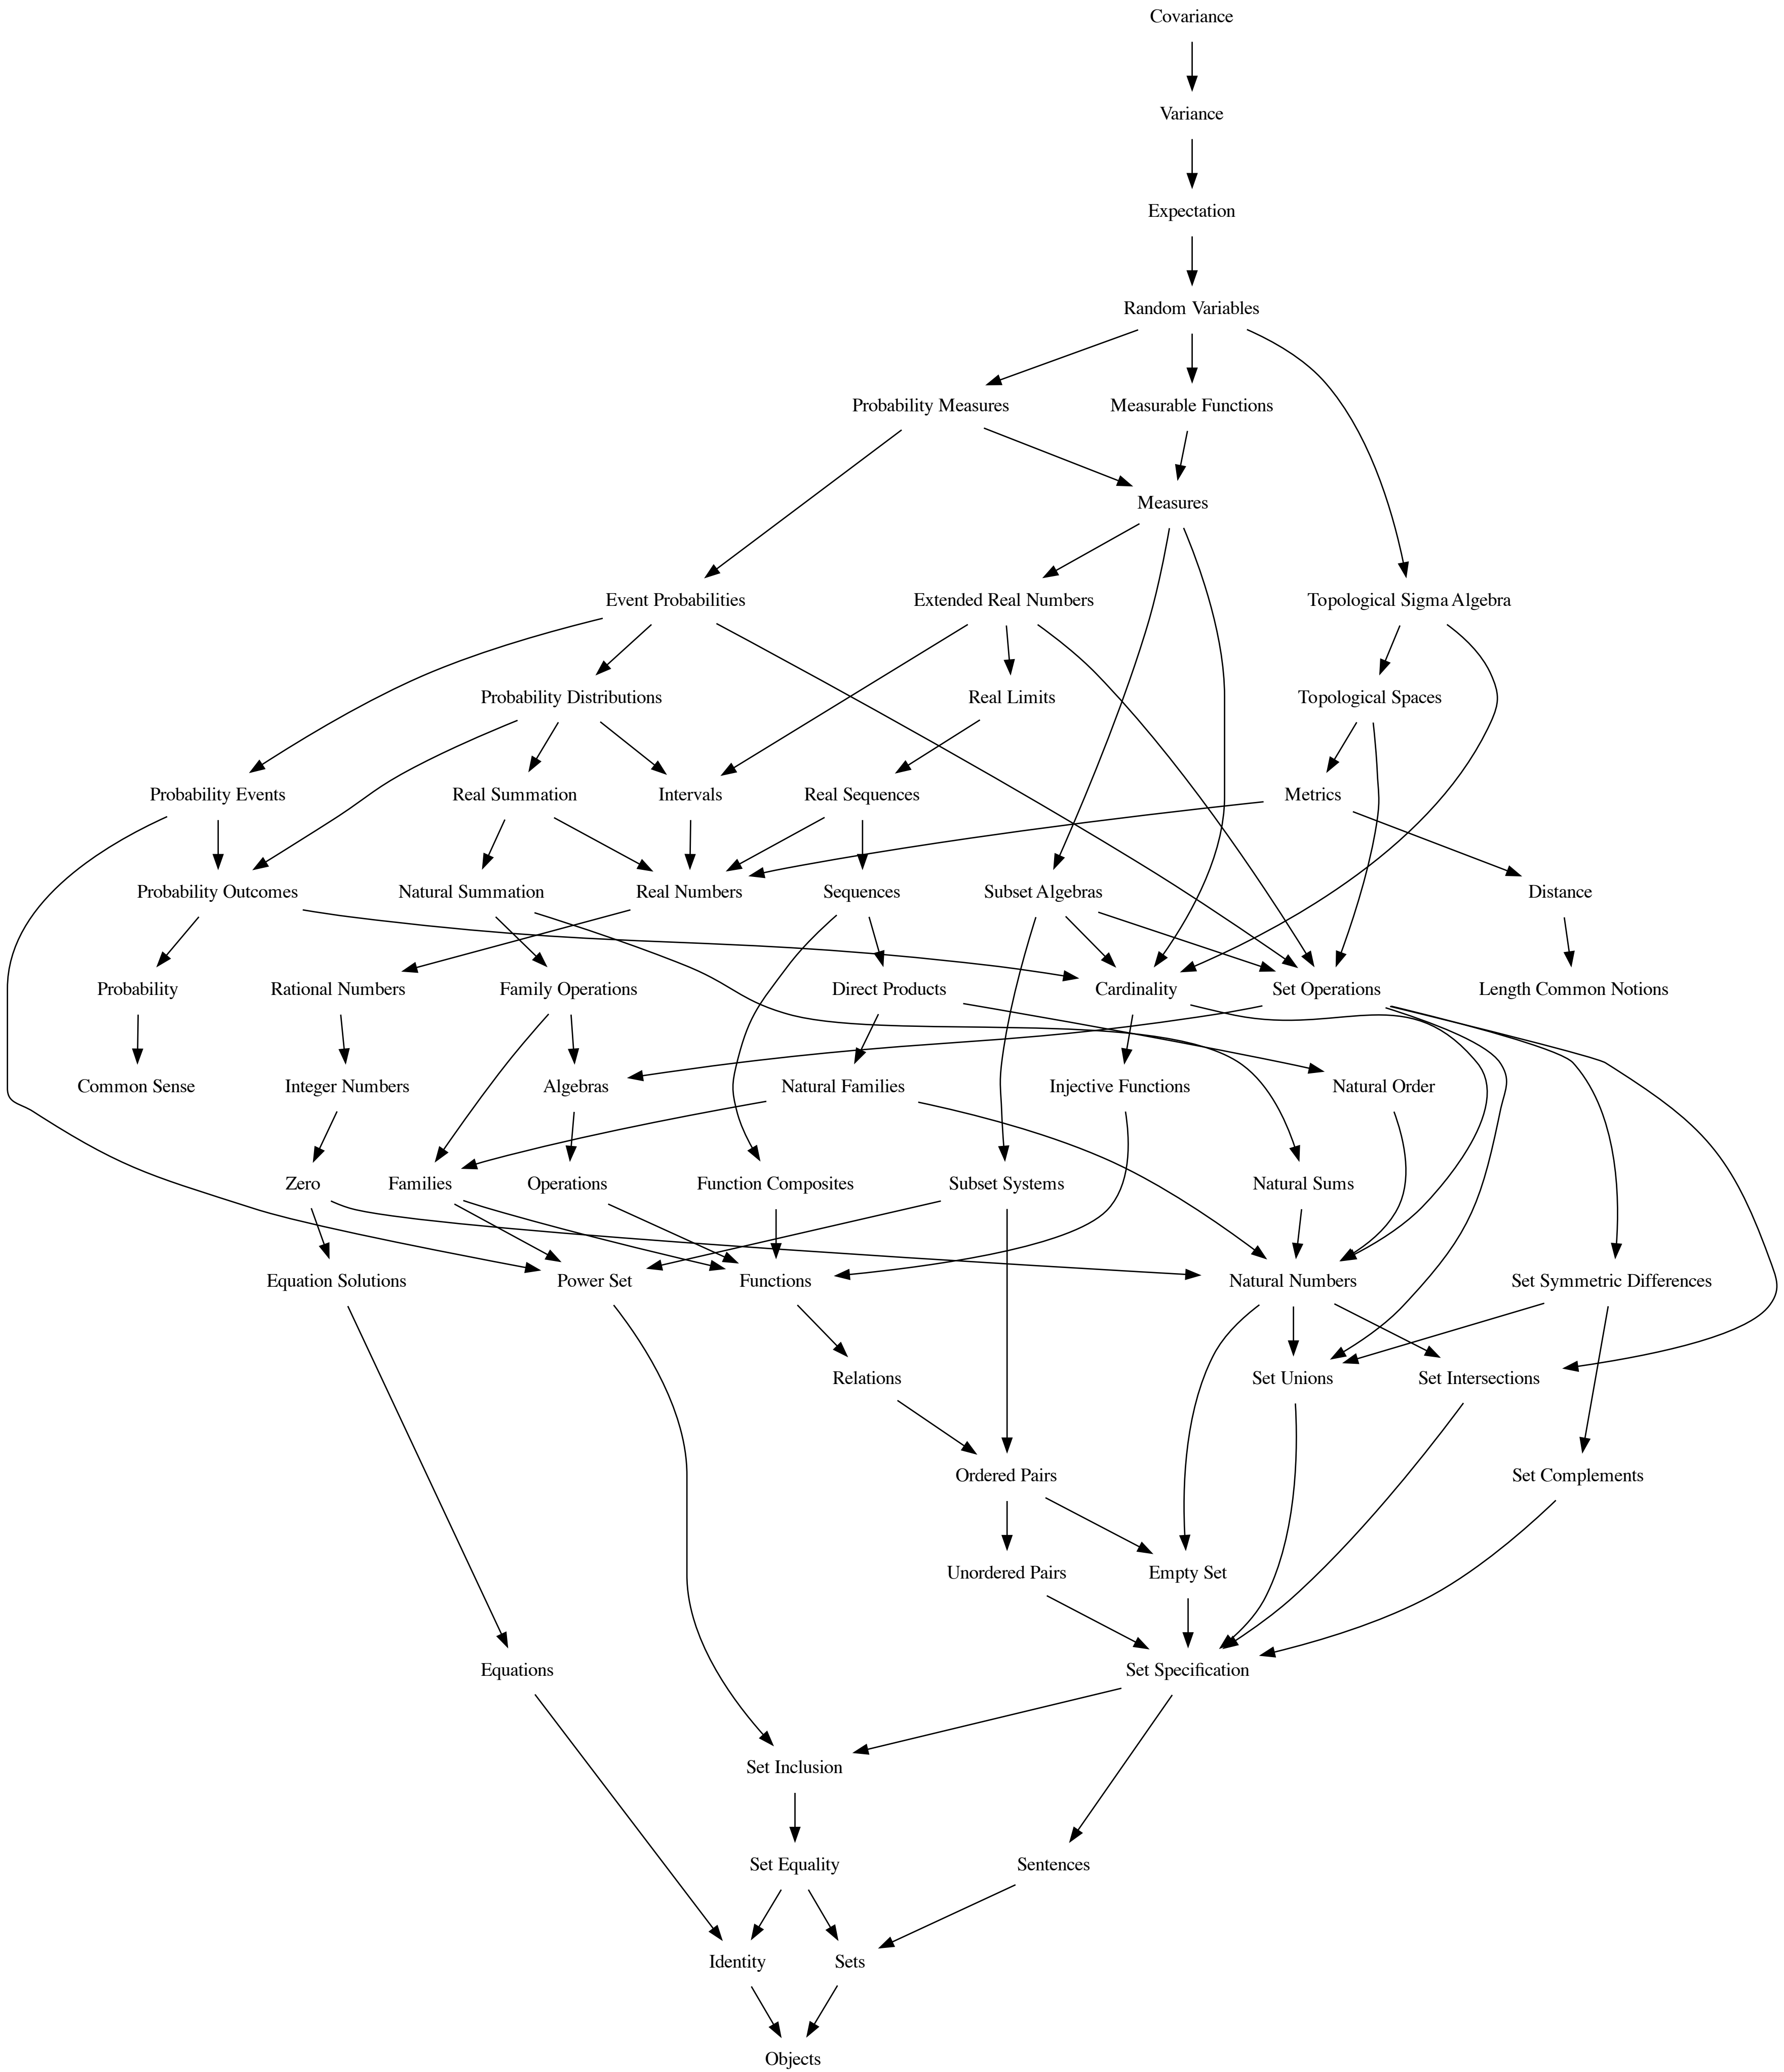 Covariance
Variance
Expectation
Random Variables
Probability Measures
Measurable Functions
Measures
Event Probabilities
Extended Real Numbers
Topological Sigma Algebra
Probability Distributions
Real Limits
Topological Spaces
Probability Events
Real Summation
Intervals
Real Sequences
Metrics
Probability Outcomes
Natural Summation
Real Numbers
Sequences
Subset Algebras
Distance
Probability
Rational Numbers
Family Operations
Direct Products
Cardinality
Set Operations
Length Common Notions
Common Sense
Integer Numbers
Algebras
Natural Families
Injective Functions
Natural Order
Zero
Families
Operations
Function Composites
Subset Systems
Natural Sums
Equation Solutions
Power Set
Functions
Natural Numbers
Set Symmetric Differences
Relations
Set Unions
Set Intersections
Ordered Pairs
Set Complements
Unordered Pairs
Empty Set
Equations
Set Specification
Set Inclusion
Set Equality
Sentences
Identity
Sets
Objects